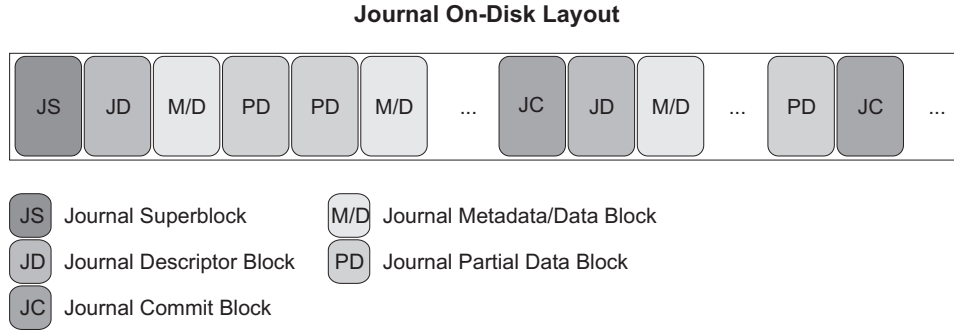 Journal On-Disk Layout
JS JD M/D PD PD M/D ... JC JD M/D ... PD JC ...
JS Journal Superblock M/D Journal Metadata/Data Block
JD Journal Descriptor Block PD Journal Partial Data Block
JC Journal Commit Block